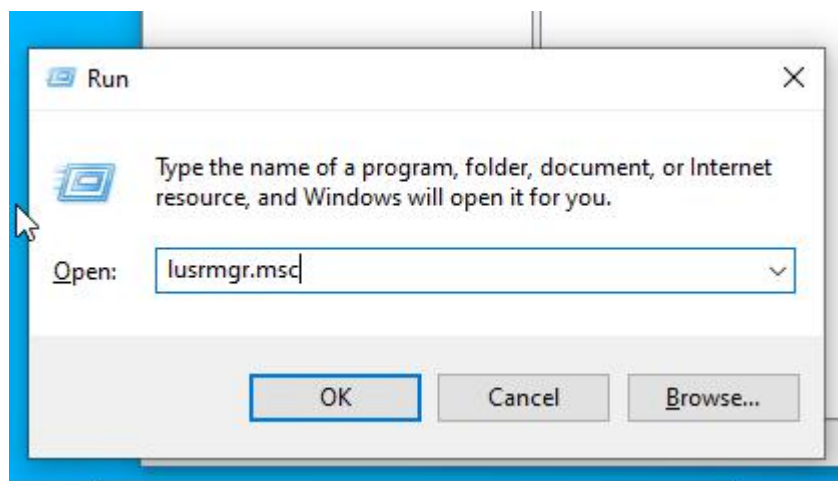 Run
Type the name of a program, folder, document, or Internet
resource, and Windows will open it for you.
Open:
lusrmgr.msc
OK
Cancel
Browse...